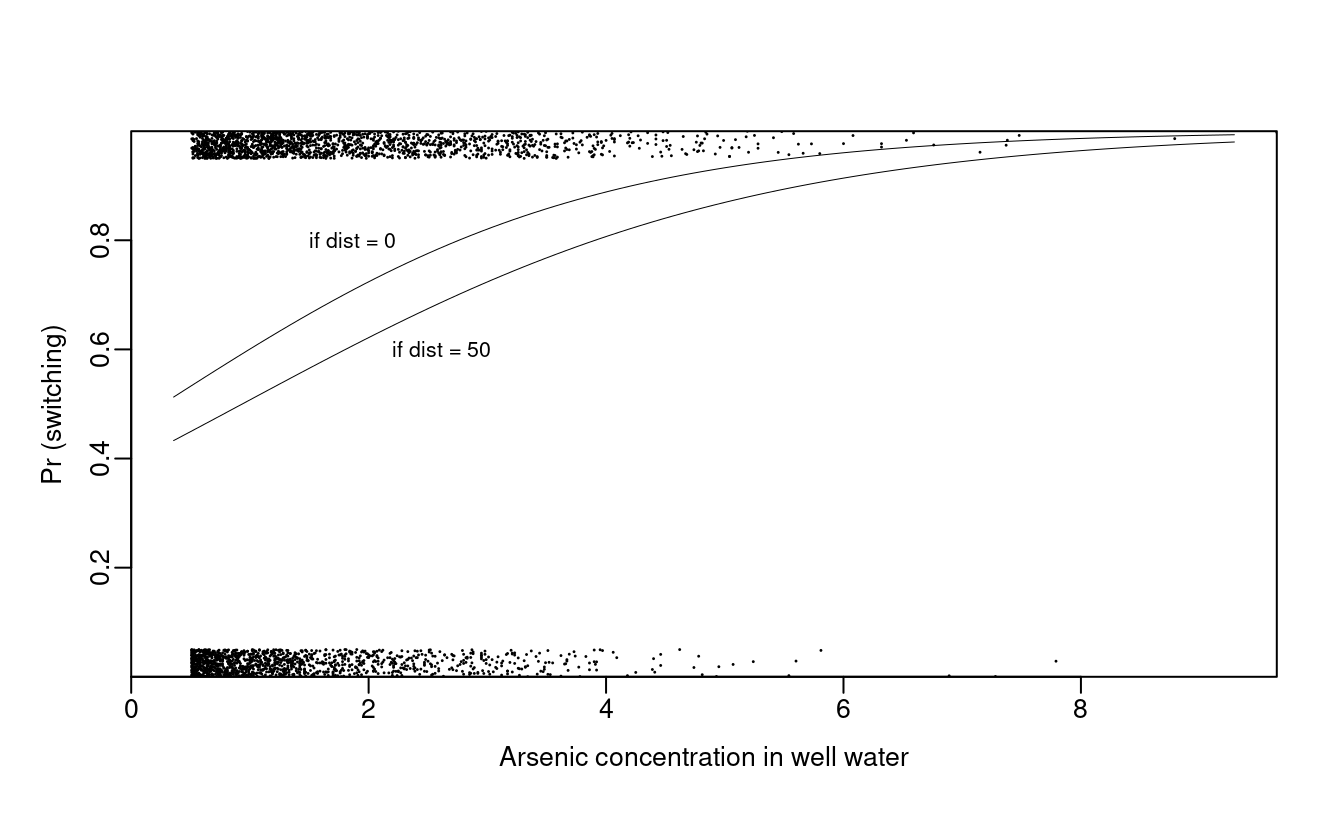 if dist = 0
if dist = 50
Pr (switching)
0.2
0.4
0.6
0.8
0
2
4
6
8
Arsenic concentration in well water